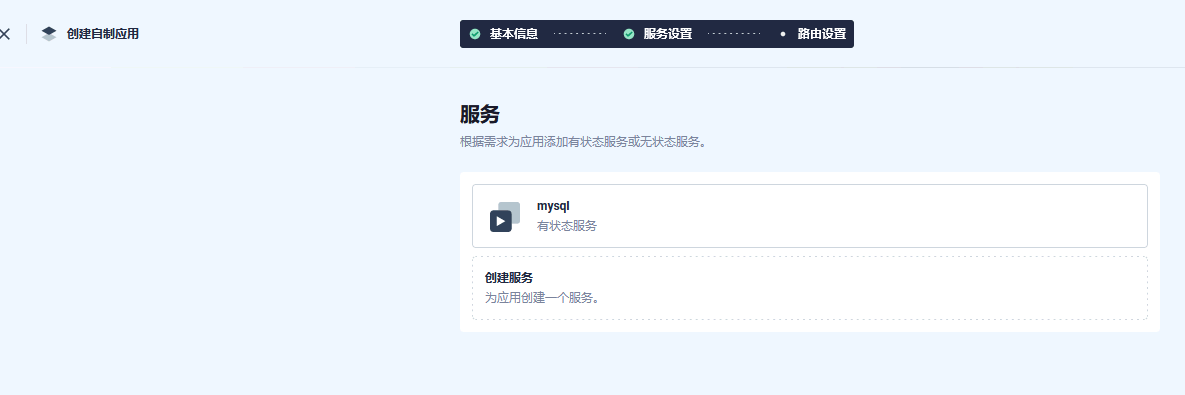 创建自制应用
基本信息 服务设置 路由设置
服务
根据需求为应用添加有状态服务或无状态服务。
mysql
有状态服务
创建服务
为应用创建一个服务。